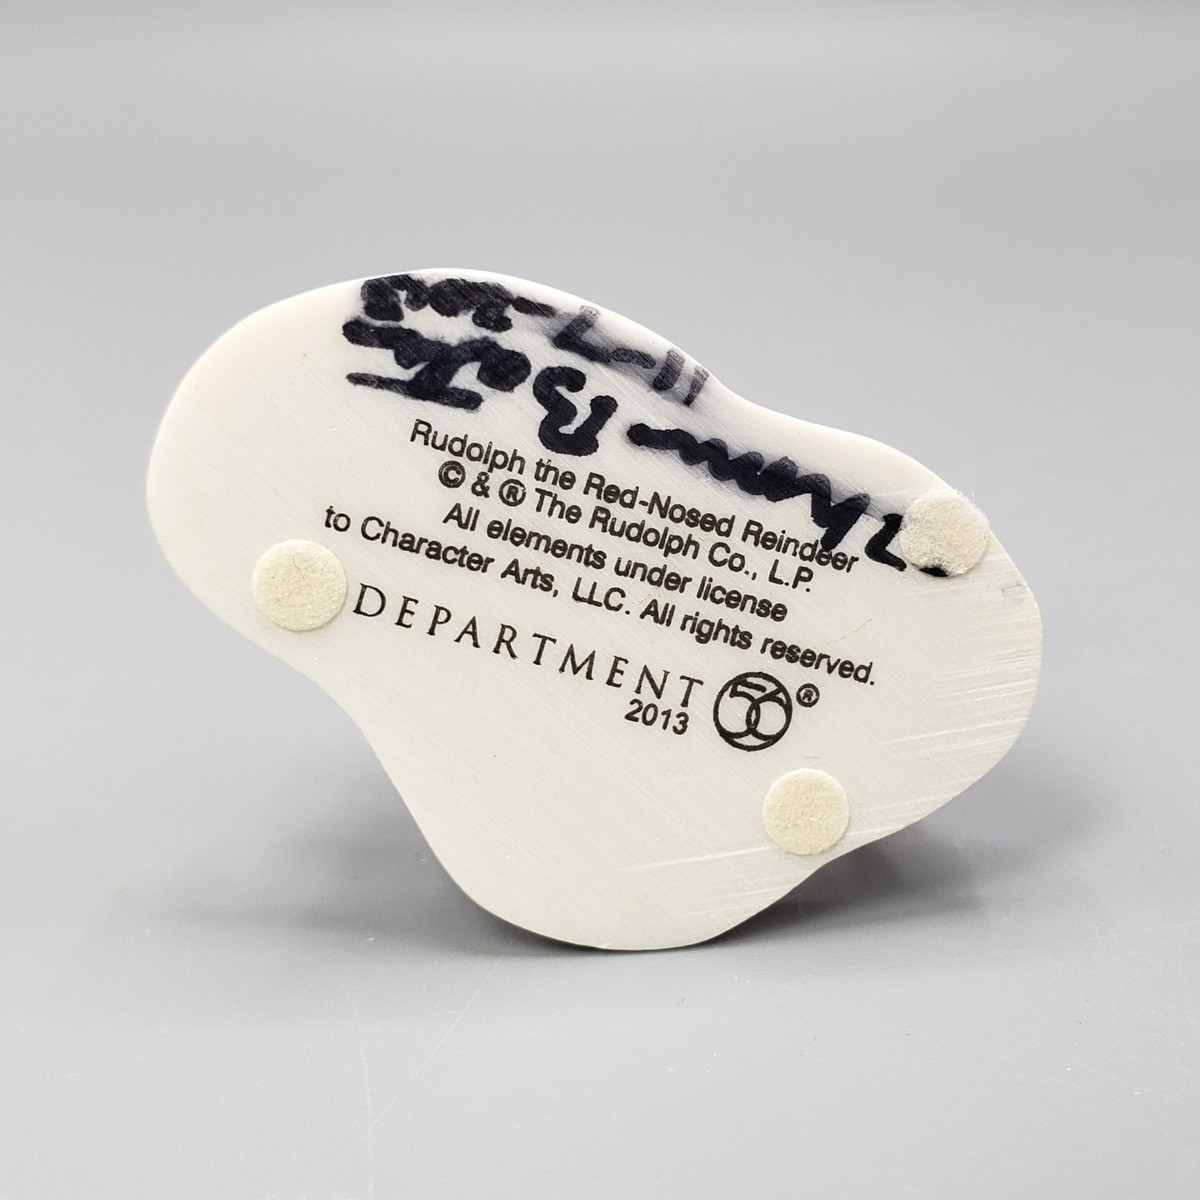 Rudolph the Red-Nosed Reindeer
© & ® The Rudolph Co., L.P.
All elements under license
to Character Arts, LLC. All rights reserved.
DEPARTMENT 56®
2013